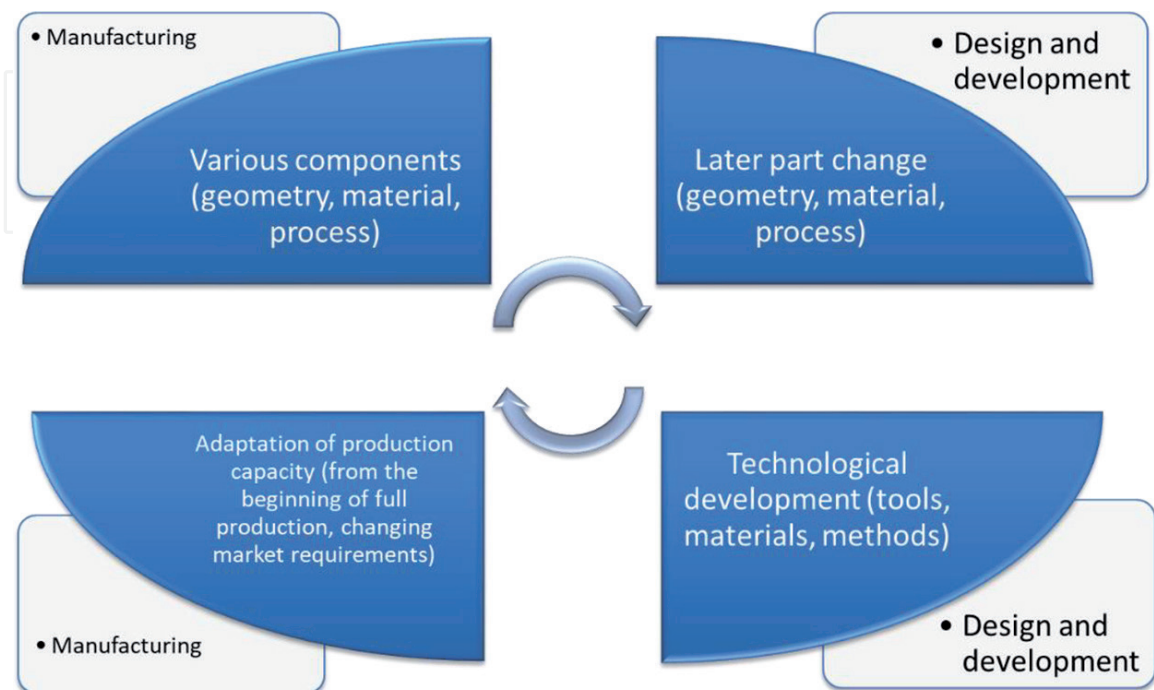 • Manufacturing
Various components
(geometry, material,
process)
• Design and
development
Later part change
(geometry, material,
process)
Adaptation of production
capacity (from the
beginning of full
production, changing
market requirements)
• Manufacturing
Technological
development (tools,
materials, methods)
• Design and
development